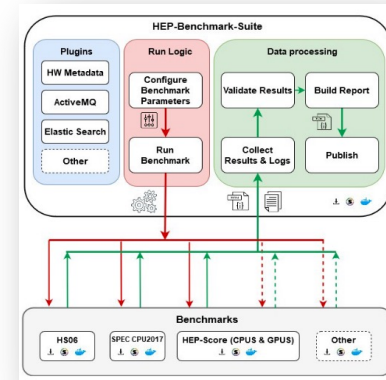 HEP-Benchmark-Suite
Plugins
HW Metadata
ActiveMQ
Elastic Search
Other
Run Logic
Configure
Benchmark
Parameters
Run
Benchmark
Data processing
Validate Results
Build Report
Collect
Results & Logs
Publish
Benchmarks
HS06
SPEC CPU2017
HEP-Score (CPUS & GPUS)
Other